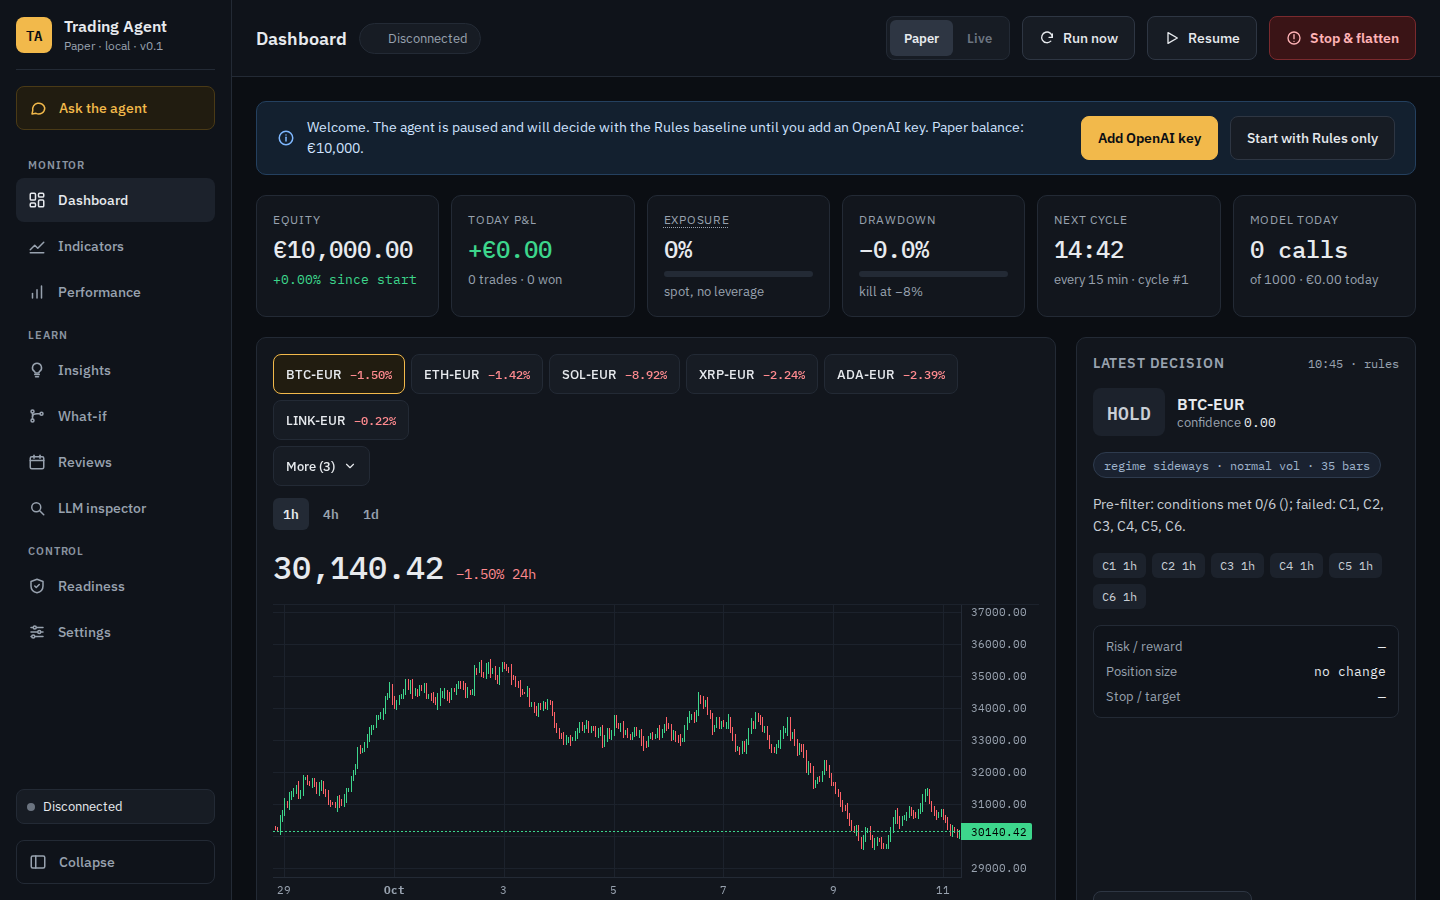 TA
Trading Agent
Paper · local · v0.1
Ask the agent
MONITOR
Dashboard
Indicators
Performance
LEARN
Insights
What-if
Reviews
LLM inspector
CONTROL
Readiness
Settings
Disconnected
Collapse
Dashboard
Disconnected
Paper
Live
Run now
Resume
Stop & flatten
Welcome. The agent is paused and will decide with the Rules baseline until you add an OpenAI key. Paper balance:
€10,000.
Add OpenAI key
Start with Rules only
EQUITY
€10,000.00
+0.00% since start
TODAY P&L
+€0.00
0 trades · 0 won
EXPOSURE
0%
spot, no leverage
DRAWDOWN
−0.0%
kill at −8%
NEXT CYCLE
14:42
every 15 min · cycle #1
MODEL TODAY
0 calls
of 1000 · €0.00 today
BTC-EUR −1.50%
ETH-EUR −1.42%
SOL-EUR −8.92%
XRP-EUR −2.24%
ADA-EUR −2.39%
LINK-EUR −0.22%
More (3)
1h
4h
1d
30,140.42 −1.50% 24h
37000.00
36000.00
35000.00
34000.00
33000.00
32000.00
31000.00
30140.42
29000.00
29
Oct
3
5
7
9
11
LATEST DECISION
10:45 · rules
HOLD
BTC-EUR
confidence 0.00
regime sideways · normal vol · 35 bars
Pre-filter: conditions met 0/6 (); failed: C1, C2,
C3, C4, C5, C6.
C1 1h
C2 1h
C3 1h
C4 1h
C5 1h
C6 1h
Risk / reward –
Position size no change
Stop / target –